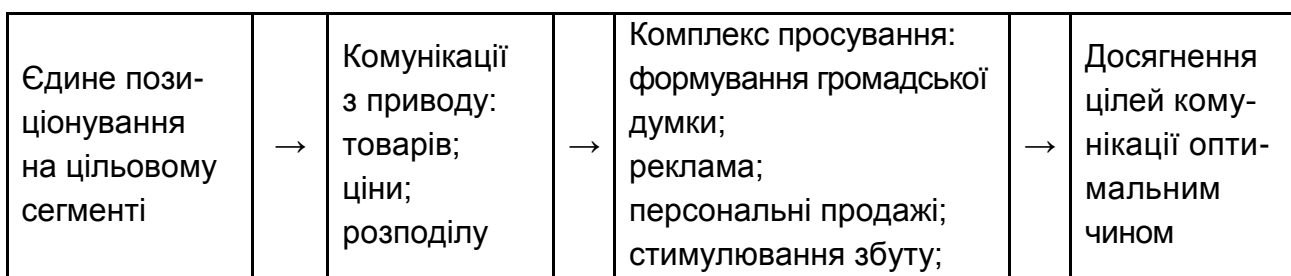 Єдине пози-
ціонування
на цільовому
сегменті
→
Комунікації
з приводу:
товарів;
ціни;
розподілу
→
Комплекс просування:
формування громадської
думки;
реклама;
персональні продажі;
стимулювання збуту;
→
Досягнення
цілей кому-
нікації опти-
мальним
чином